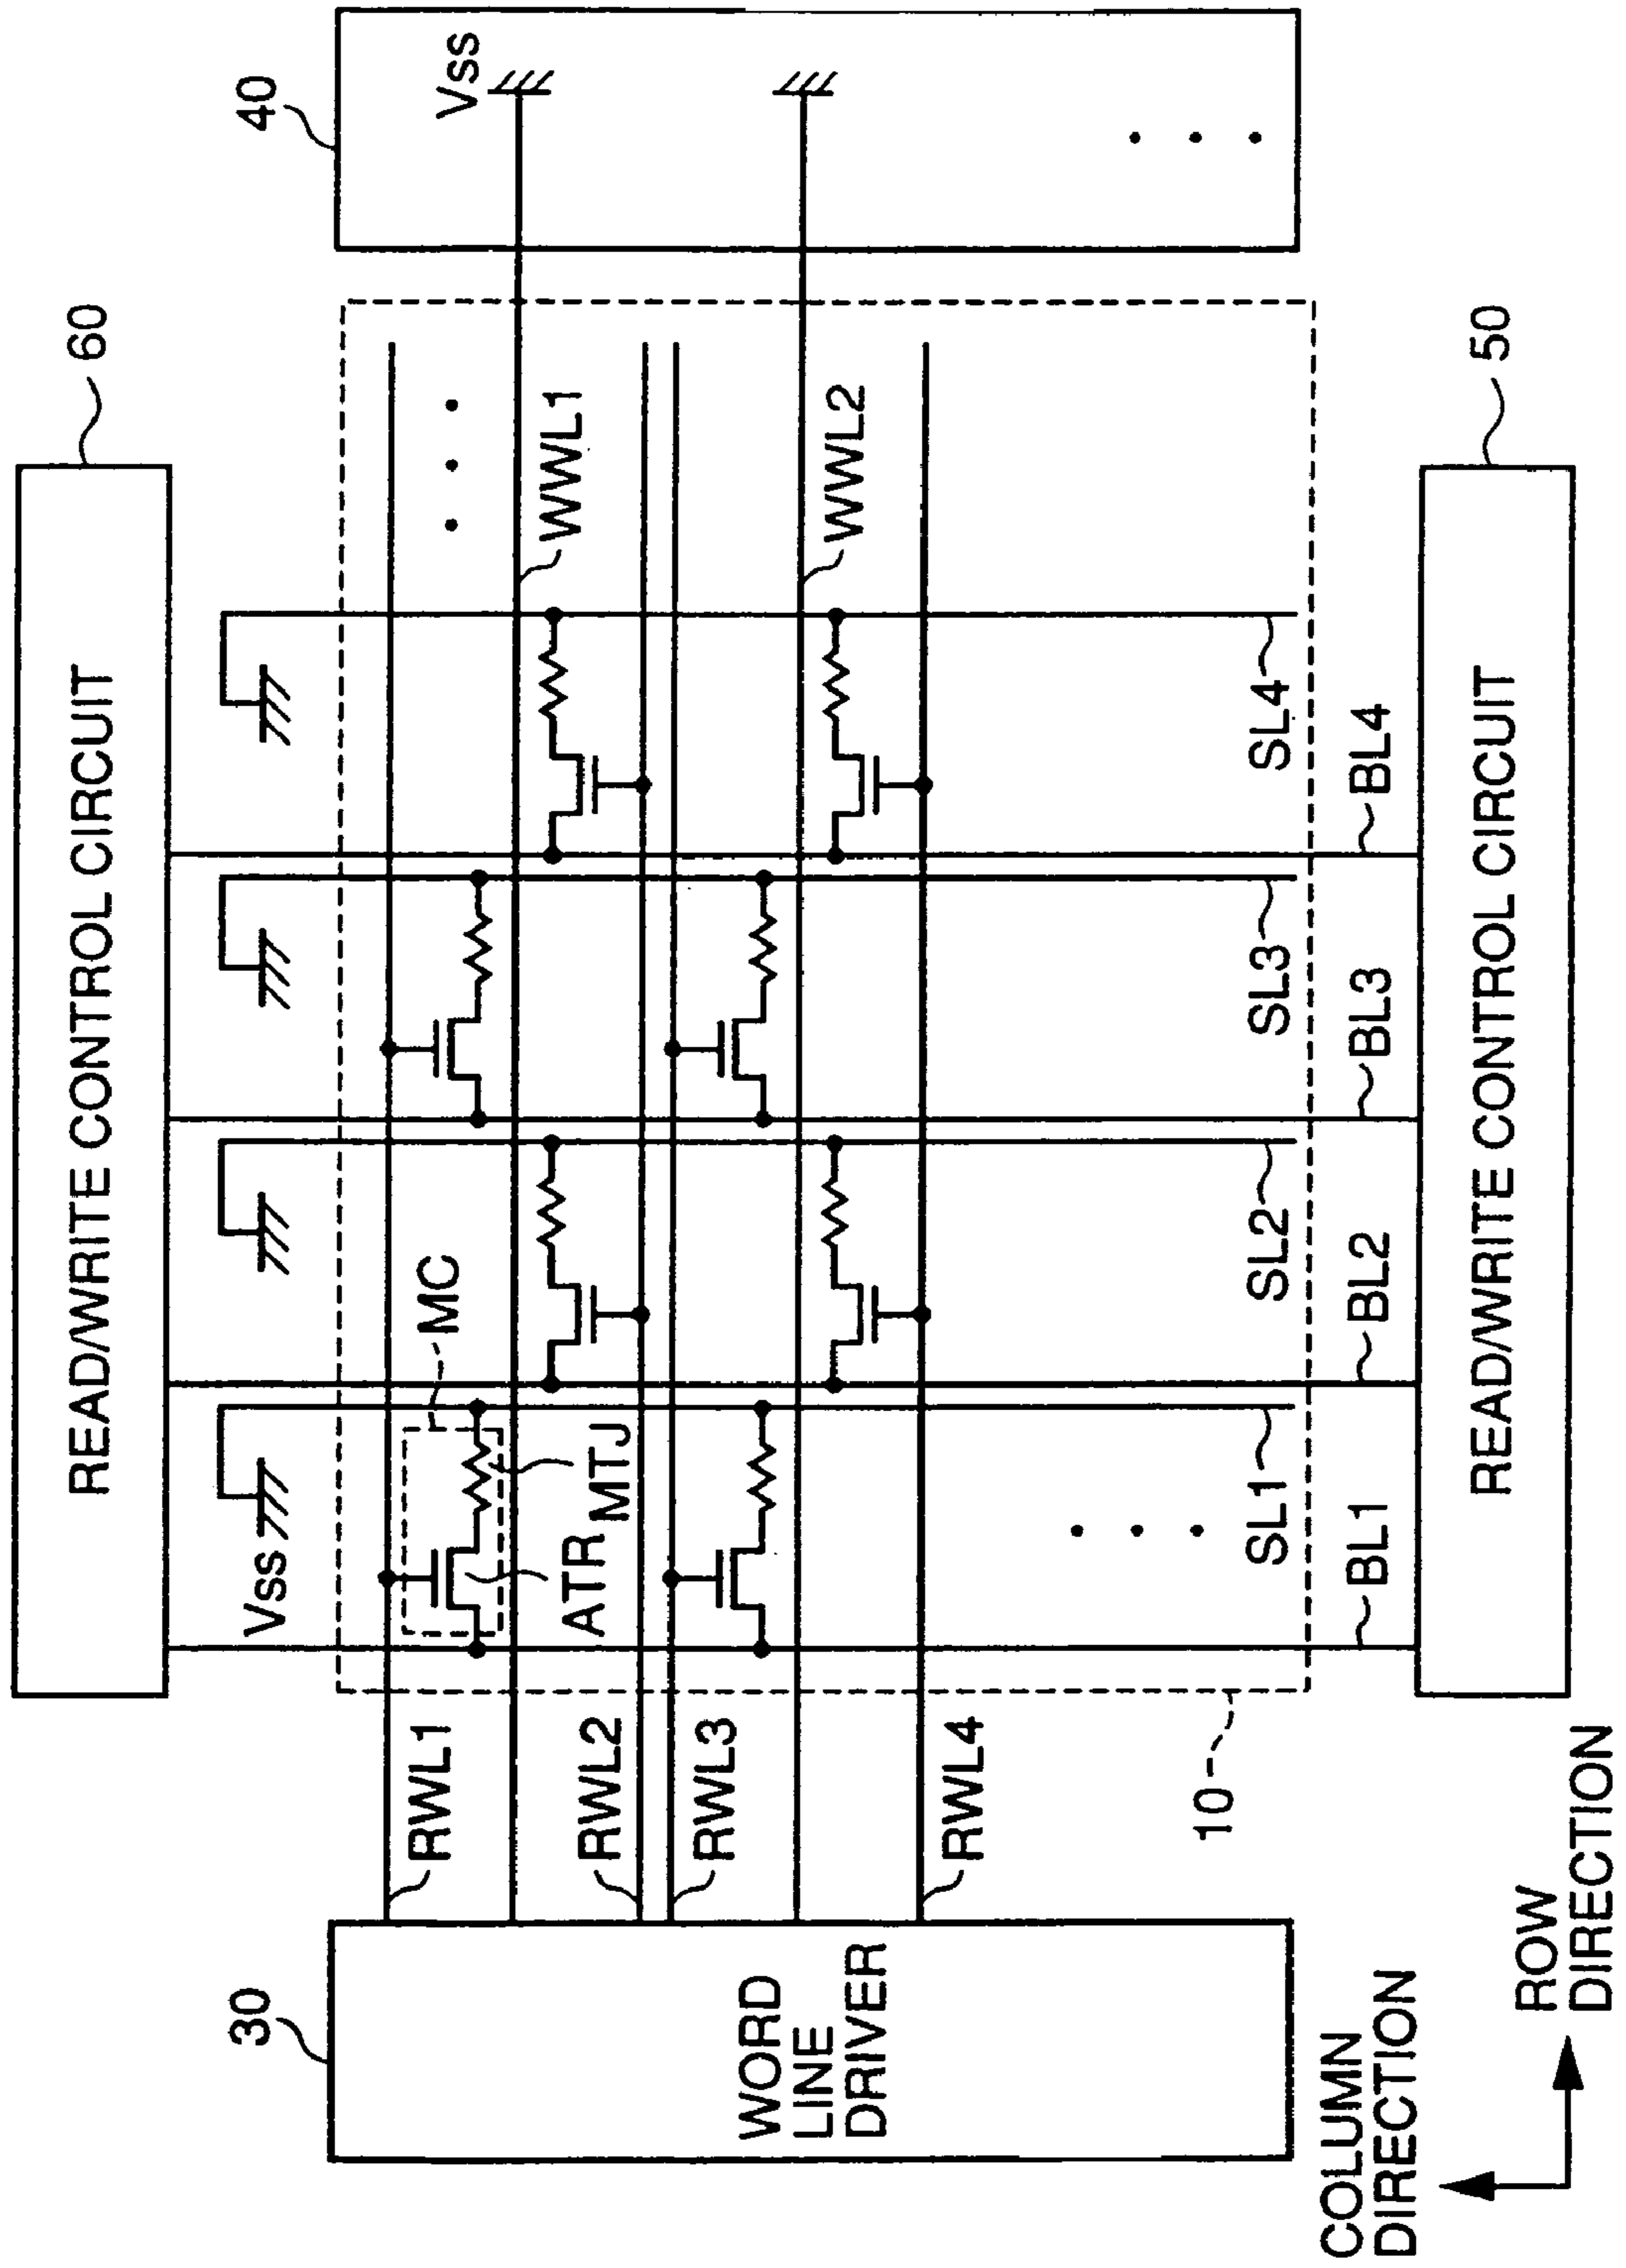 60
READ/WRITE CONTROL CIRCUIT
40
Vss
Vss
MC
RWL1
ATR
MTJ
WWL1
RWL2
RWL3
WWL2
RWL4
30
WORD
LINE
DRIVER
10
SL1
SL2
SL3
SL4
BL1
BL2
BL3
BL4
50
READ/WRITE CONTROL CIRCUIT
COLUMN
DIRECTION
ROW
DIRECTION